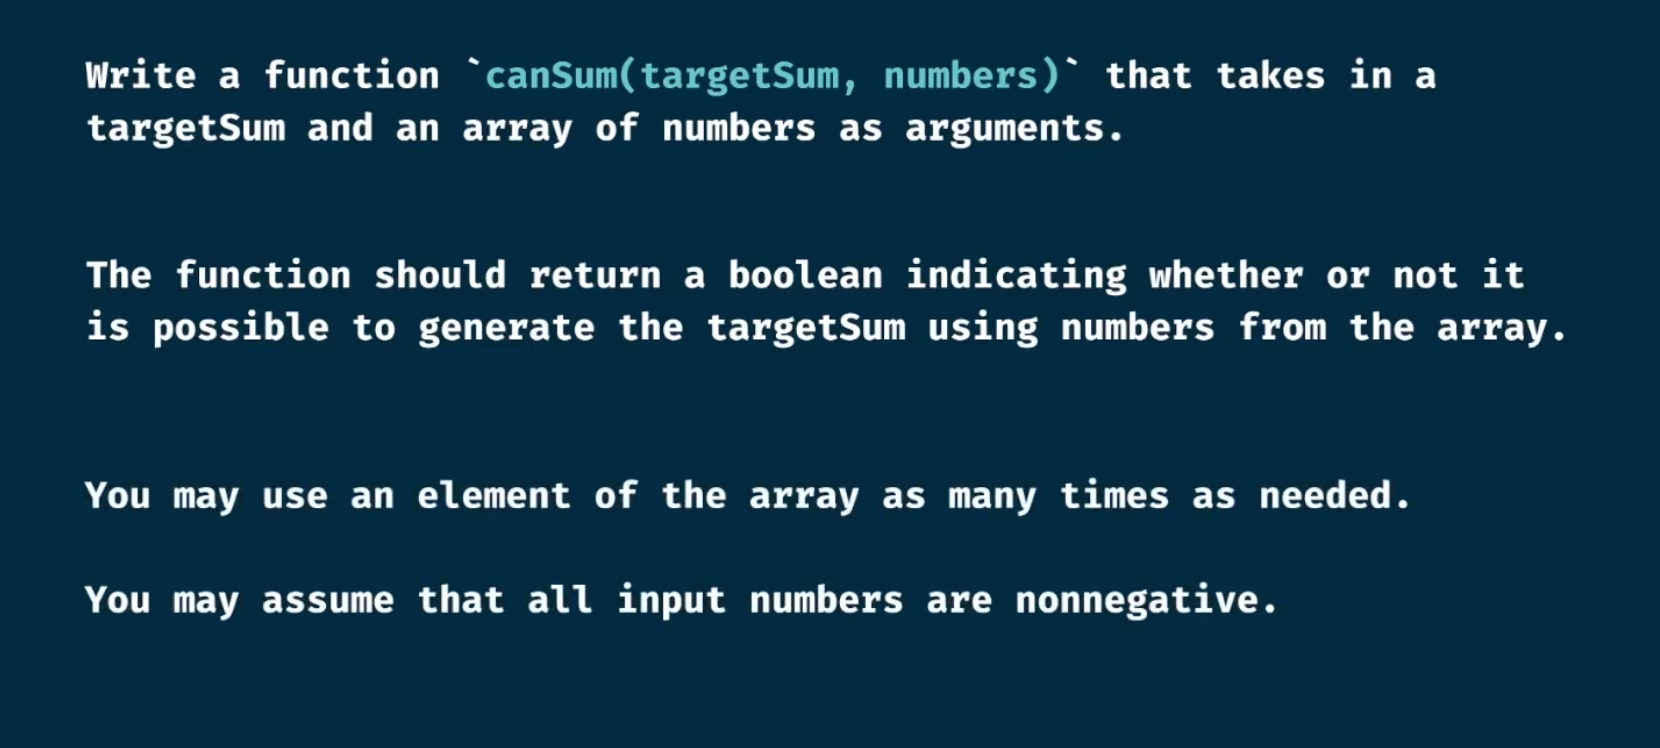 Write a function `canSum(targetSum, numbers)` that takes in a
targetSum and an array of numbers as arguments.
The function should return a boolean indicating whether or not it
is possible to generate the targetSum using numbers from the array.
You may use an element of the array as many times as needed.
You may assume that all input numbers are nonnegative.